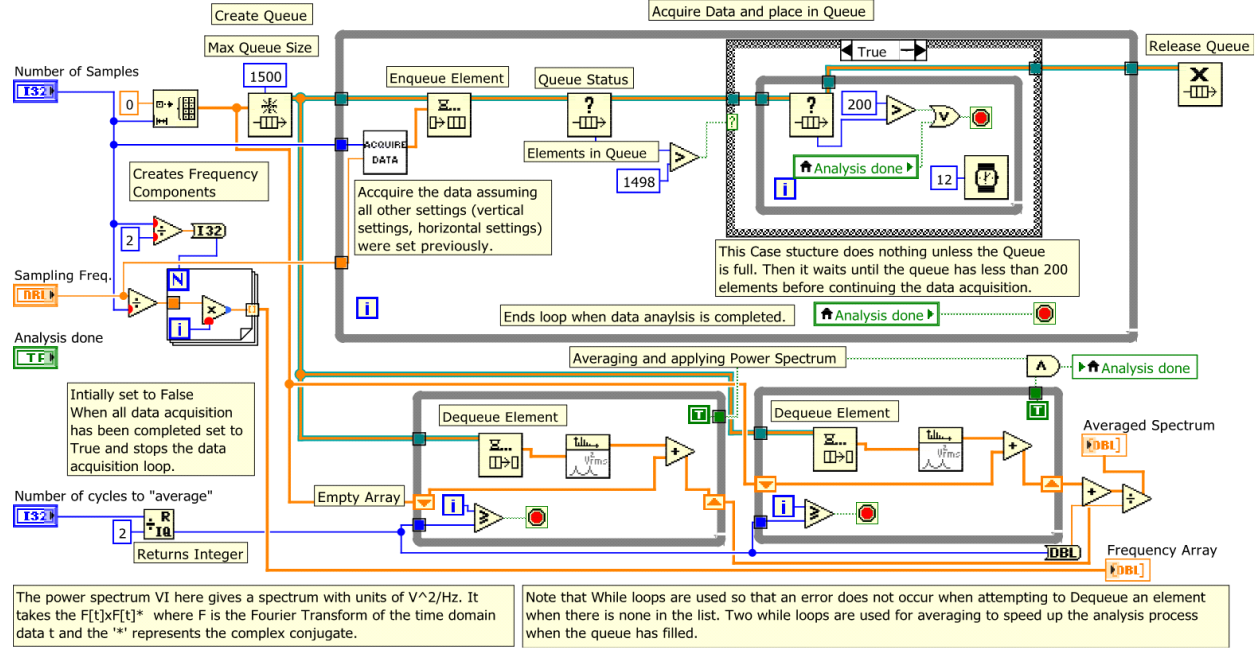 Create Queue
Acquire Data and place in Queue
Max Queue Size
True
Release Queue
Number of Samples
1500
Enqueue Element
Queue Status
I32
0
200
ACQUIRE
DATA
Elements in Queue
1498
Analysis done
12
i
Creates Frequency
Components
Accquire the data assuming
all other settings (vertical
settings, horizontal settings)
were set previously.
2
I32
This Case stucture does nothing unless the Queue
is full. Then it waits until the queue has less than 200
elements before continuing the data acquisition.
Sampling Freq.
N
DBL
i
i
Ends loop when data anaylsis is completed.
Analysis done
Analysis done
TF
Averaging and applying Power Spectrum
Analysis done
Intially set to False
When all data acquisition
has been completed set to
True and stops the data
acquisition loop.
Dequeue Element
T
Dequeue Element
T
Averaged Spectrum
DBL
Number of cycles to "average"
Empty Array
I32
R
IQ
2
i
i
Returns Integer
DBL
Frequency Array
DBL
The power spectrum VI here gives a spectrum with units of V^2/Hz. It
takes the F[t]xF[t]* where F is the Fourier Transform of the time domain
data t and the '*' represents the complex conjugate.
Note that While loops are used so that an error does not occur when attempting to Dequeue an element
when there is none in the list. Two while loops are used for averaging to speed up the analysis process
when the queue has filled.